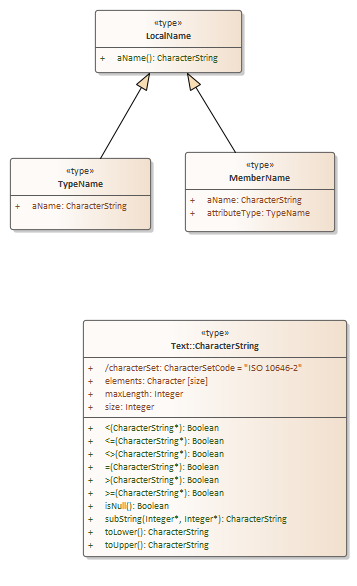 «type»
LocalName
+ aName(): CharacterString
«type»
TypeName
+ aName: CharacterString
«type»
MemberName
+ aName: CharacterString
+ attributeType: TypeName
«type»
Text::CharacterString
+ /characterSet: CharacterSetCode = "ISO 10646-2"
+ elements: Character [size]
+ maxLength: Integer
+ size: Integer
+ <(CharacterString*): Boolean
+ <=(CharacterString*): Boolean
+ <>(CharacterString*): Boolean
+ =(CharacterString*): Boolean
+ >(CharacterString*): Boolean
+ >=(CharacterString*): Boolean
+ isNull(): Boolean
+ subString(Integer*, Integer*): CharacterString
+ toLower(): CharacterString
+ toUpper(): CharacterString